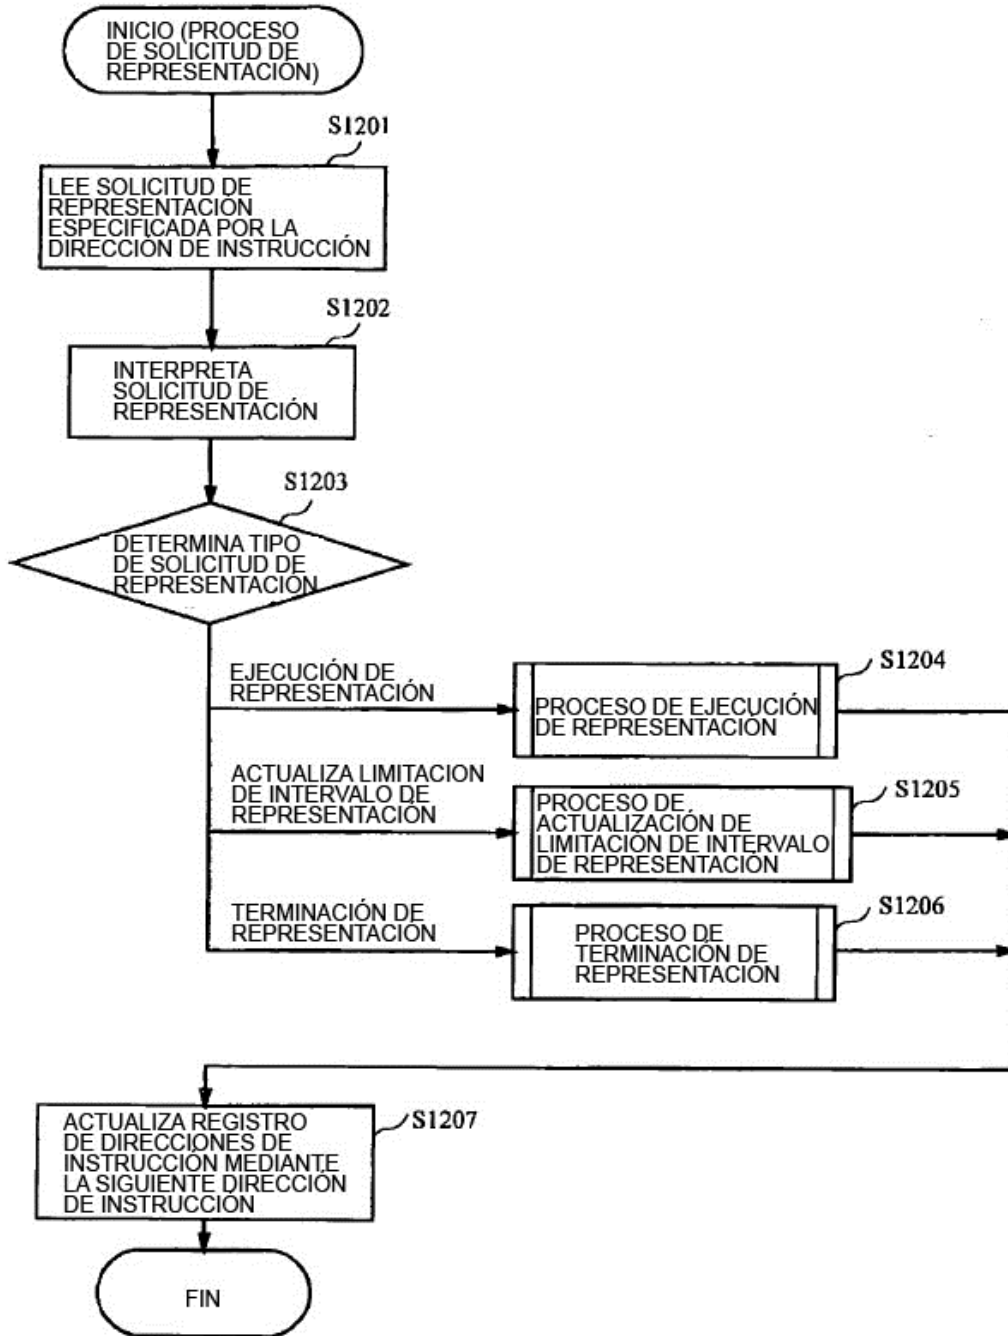 INICIO (PROCESO
DE SOLICITUD DE
REPRESENTACIÓN)
S1201
LEE SOLICITUD DE
REPRESENTACIÓN
ESPECIFICADA POR LA
DIRECCIÓN DE INSTRUCCIÓN
S1202
INTERPRETA
SOLICITUD DE
REPRESENTACIÓN
S1203
DETERMINA TIPO
DE SOLICITUD DE
REPRESENTACIÓN
EJECUCIÓN DE
REPRESENTACIÓN
S1204
PROCESO DE EJECUCIÓN
DE REPRESENTACIÓN
ACTUALIZA LIMITACION
DE INTERVALO DE
REPRESENTACIÓN
S1205
PROCESO DE
ACTUALIZACIÓN DE
LIMITACIÓN DE INTERVALO
DE REPRESENTACIÓN
TERMINACIÓN DE
REPRESENTACIÓN
S1206
PROCESO DE
TERMINACIÓN DE
REPRESENTACIÓN
S1207
ACTUALIZA REGISTRO
DE DIRECCIONES DE
INSTRUCCIÓN MEDIANTE
LA SIGUIENTE DIRECCIÓN
DE INSTRUCCIÓN
FIN